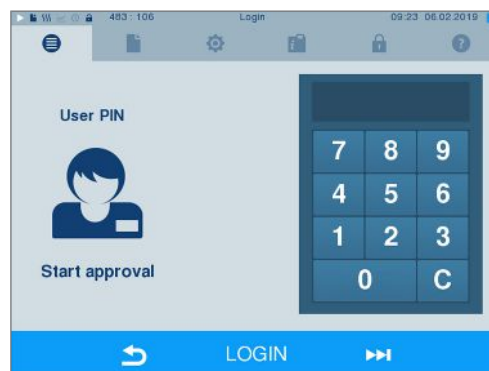 483 : 106 Login 09:23 06.02.2019
User PIN
Start approval
7 8 9
4 5 6
1 2 3
0 C
LOGIN